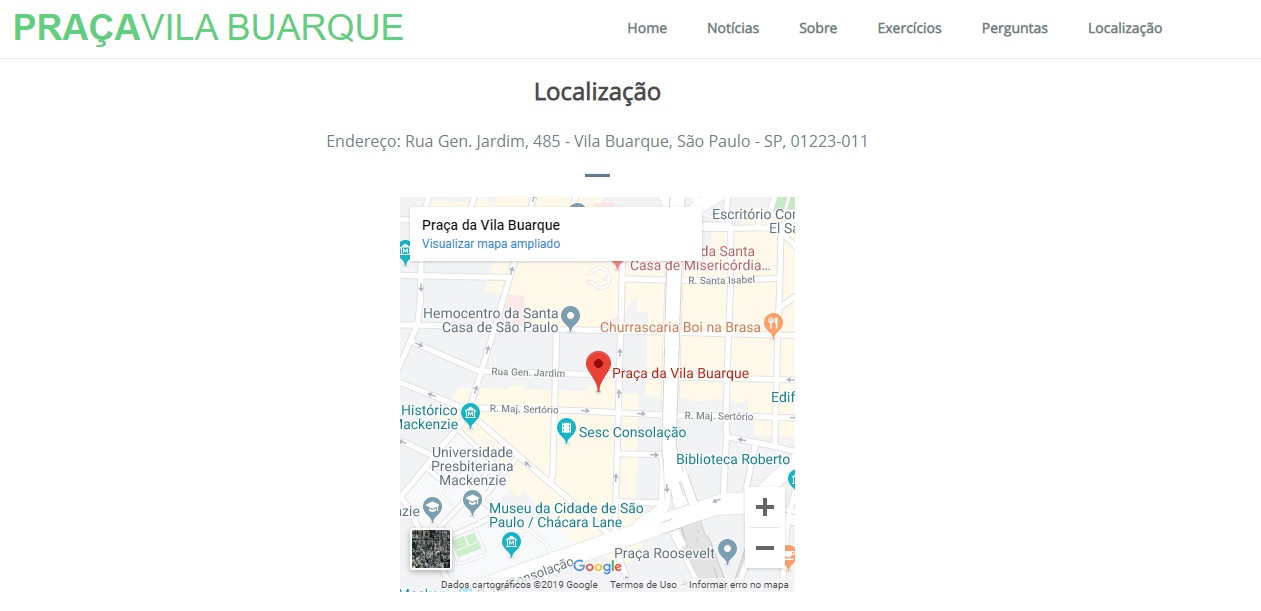 PRAÇAVILA BUARQUE
Home Notícias Sobre Exercícios Perguntas Localização
Localização
Endereço: Rua Gen. Jardim, 485 - Vila Buarque, São Paulo - SP, 01223-011
Praça da Vila Buarque
Visualizar mapa ampliado
Escritório Cor
El Sa
da Santa
Casa de Misericórdia...
R. Santa Isabel
Hemocentro da Santa
Casa de São Paulo
Churrascaria Boi na Brasa
Rua Gen. Jardim
Praça da Vila Buarque
Edif
Histórico
Mackenzie
R. Maj. Sertório
R. Maj. Sertório
Sesc Consolação
Universidade
Presbiteriana
Mackenzie
Biblioteca Roberto
zie
Museu da Cidade de São
Paulo / Chácara Lane
Praça Roosevelt
onsolação
Google
Dados cartográficos ©2019 Google Termos de Uso Informar erro no mapa